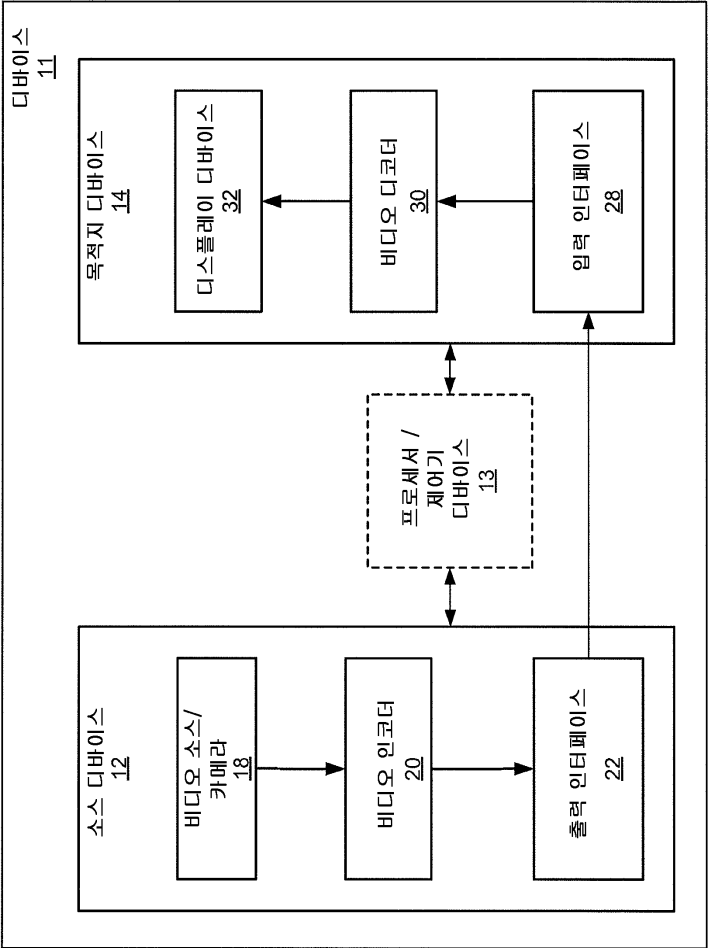 디바이스
11
소스 디바이스
12
비디오 소스/
카메라
18
비디오 인코더
20
출력 인터페이스
22
프로세서 /
제어기
디바이스
13
목적지 디바이스
14
디스플레이 디바이스
32
비디오 디코더
30
입력 인터페이스
28